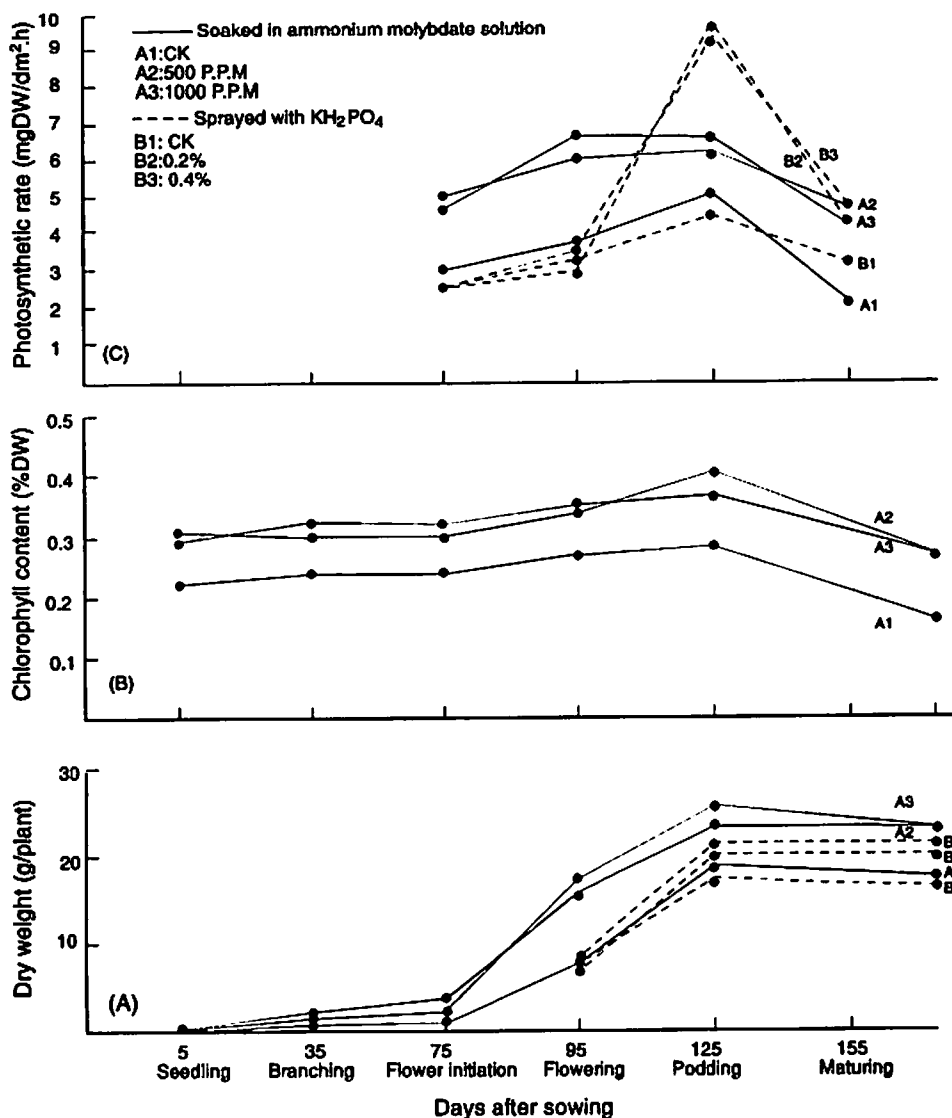 Photosynthetic rate (mgDW/dm².h)
10
9
8
7
6
5
4
3
2
1
Soaked in ammonium molybdate solution
A1:CK
A2:500 P.P.M
A3:1000 P.P.M
Sprayed with KH₂PO₄
B1: CK
B2:0.2%
B3: 0.4%
B2
B3
A2
A3
B1
A1
(C)
Chlorophyll content (%DW)
0.5
0.4
0.3
0.2
0.1
A2
A3
A1
(B)
Dry weight (g/plant)
30
20
10
A3
A2
B
B
A
B
(A)
5 35 75 95 125 155
Seedling Branching Flower initiation Flowering Podding Maturing
Days after sowing